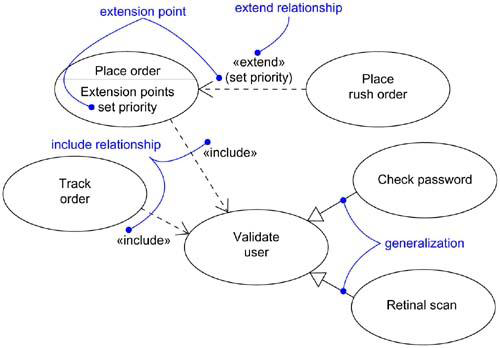 extend relationship
extension point
«extend»
(set priority)
Place order
Extension points
set priority
Place
rush order
include relationship
«include»
Track
order
«include»
Check password
Validate
user
generalization
Retinal scan